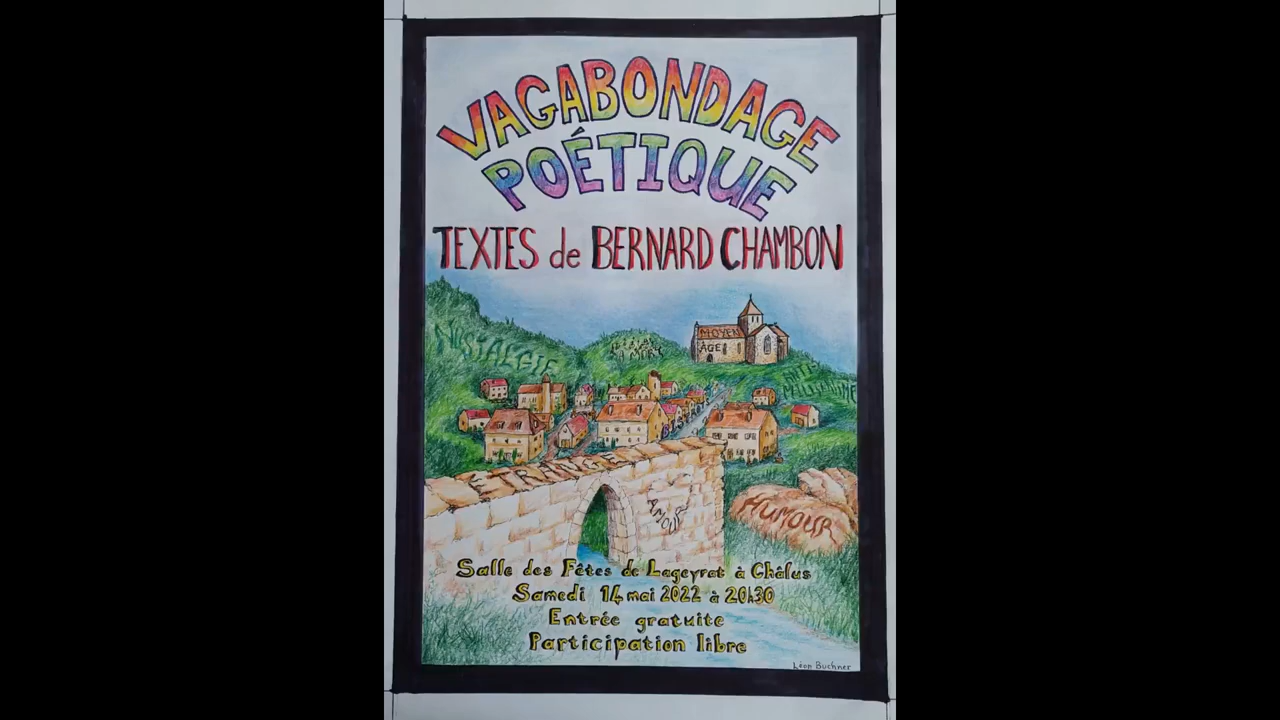 VAGABONDAGE
POÉTIQUE
TEXTES de BERNARD CHAMBON
NOSTALGIE
MOYEN
ÂGE
ÉTRANGE
AMOUR
HUMOUR
Salle des Fêtes de Lageyrat à Châlus
Samedi 14 mai 2022 à 20h30
Entrée gratuite
Participation libre
Léon Buchner